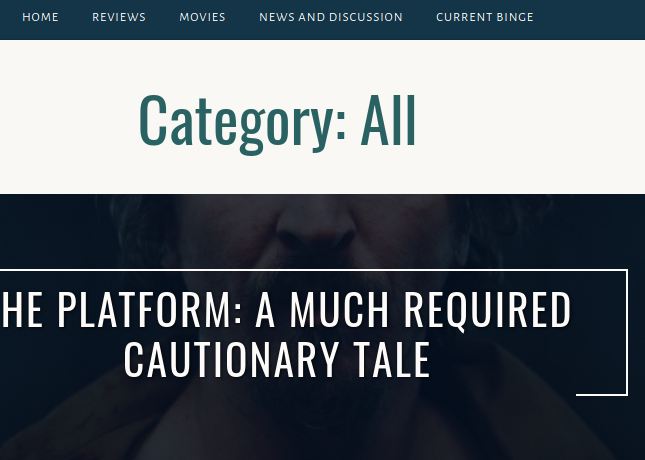 HOME REVIEWS MOVIES NEWS AND DISCUSSION CURRENT BINGE
Category: All
HE PLATFORM: A MUCH REQUIRED
CAUTIONARY TALE